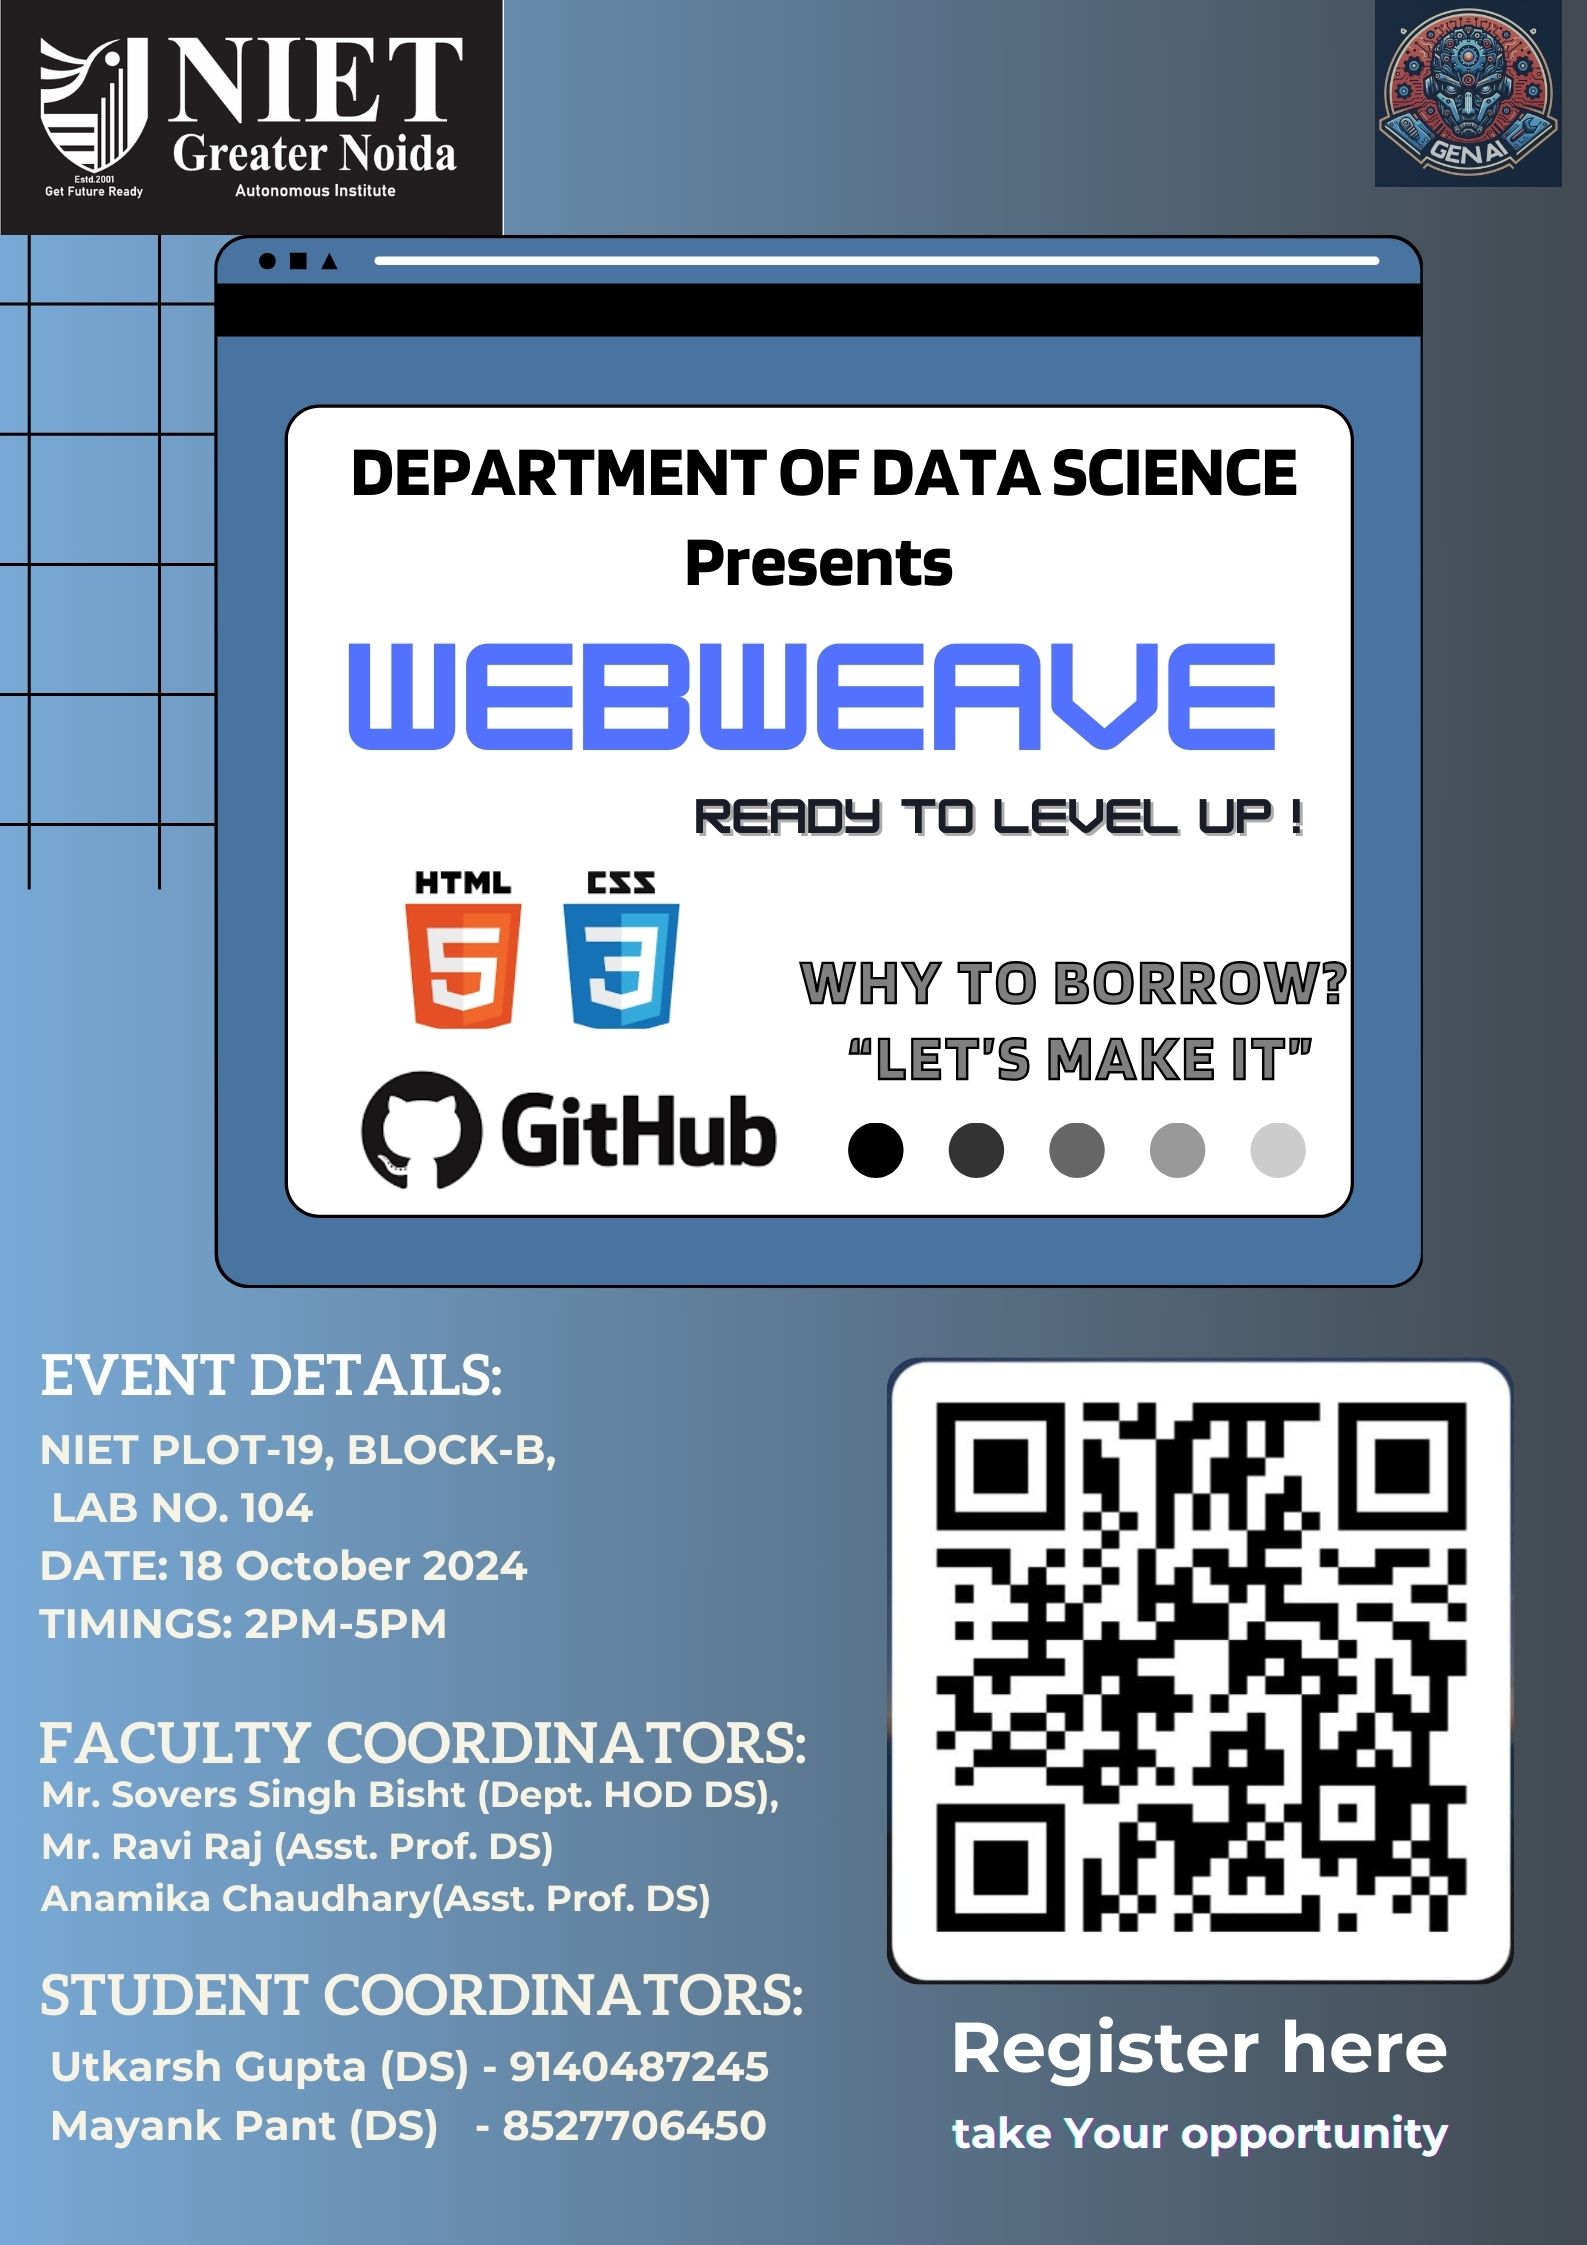 NIET
Greater Noida
Autonomous Institute
Estd.2001
Get Future Ready
GEN AI
DEPARTMENT OF DATA SCIENCE
Presents
WEBWEAVE
READY TO LEVEL UP !
HTML CSS
5 3
WHY TO BORROW?
“LET’S MAKE IT”
GitHub
EVENT DETAILS:
NIET PLOT-19, BLOCK-B,
LAB NO. 104
DATE: 18 October 2024
TIMINGS: 2PM-5PM
FACULTY COORDINATORS:
Mr. Sovers Singh Bisht (Dept. HOD DS),
Mr. Ravi Raj (Asst. Prof. DS)
Anamika Chaudhary(Asst. Prof. DS)
STUDENT COORDINATORS:
Utkarsh Gupta (DS) - 9140487245
Mayank Pant (DS) - 8527706450
Register here
take Your opportunity